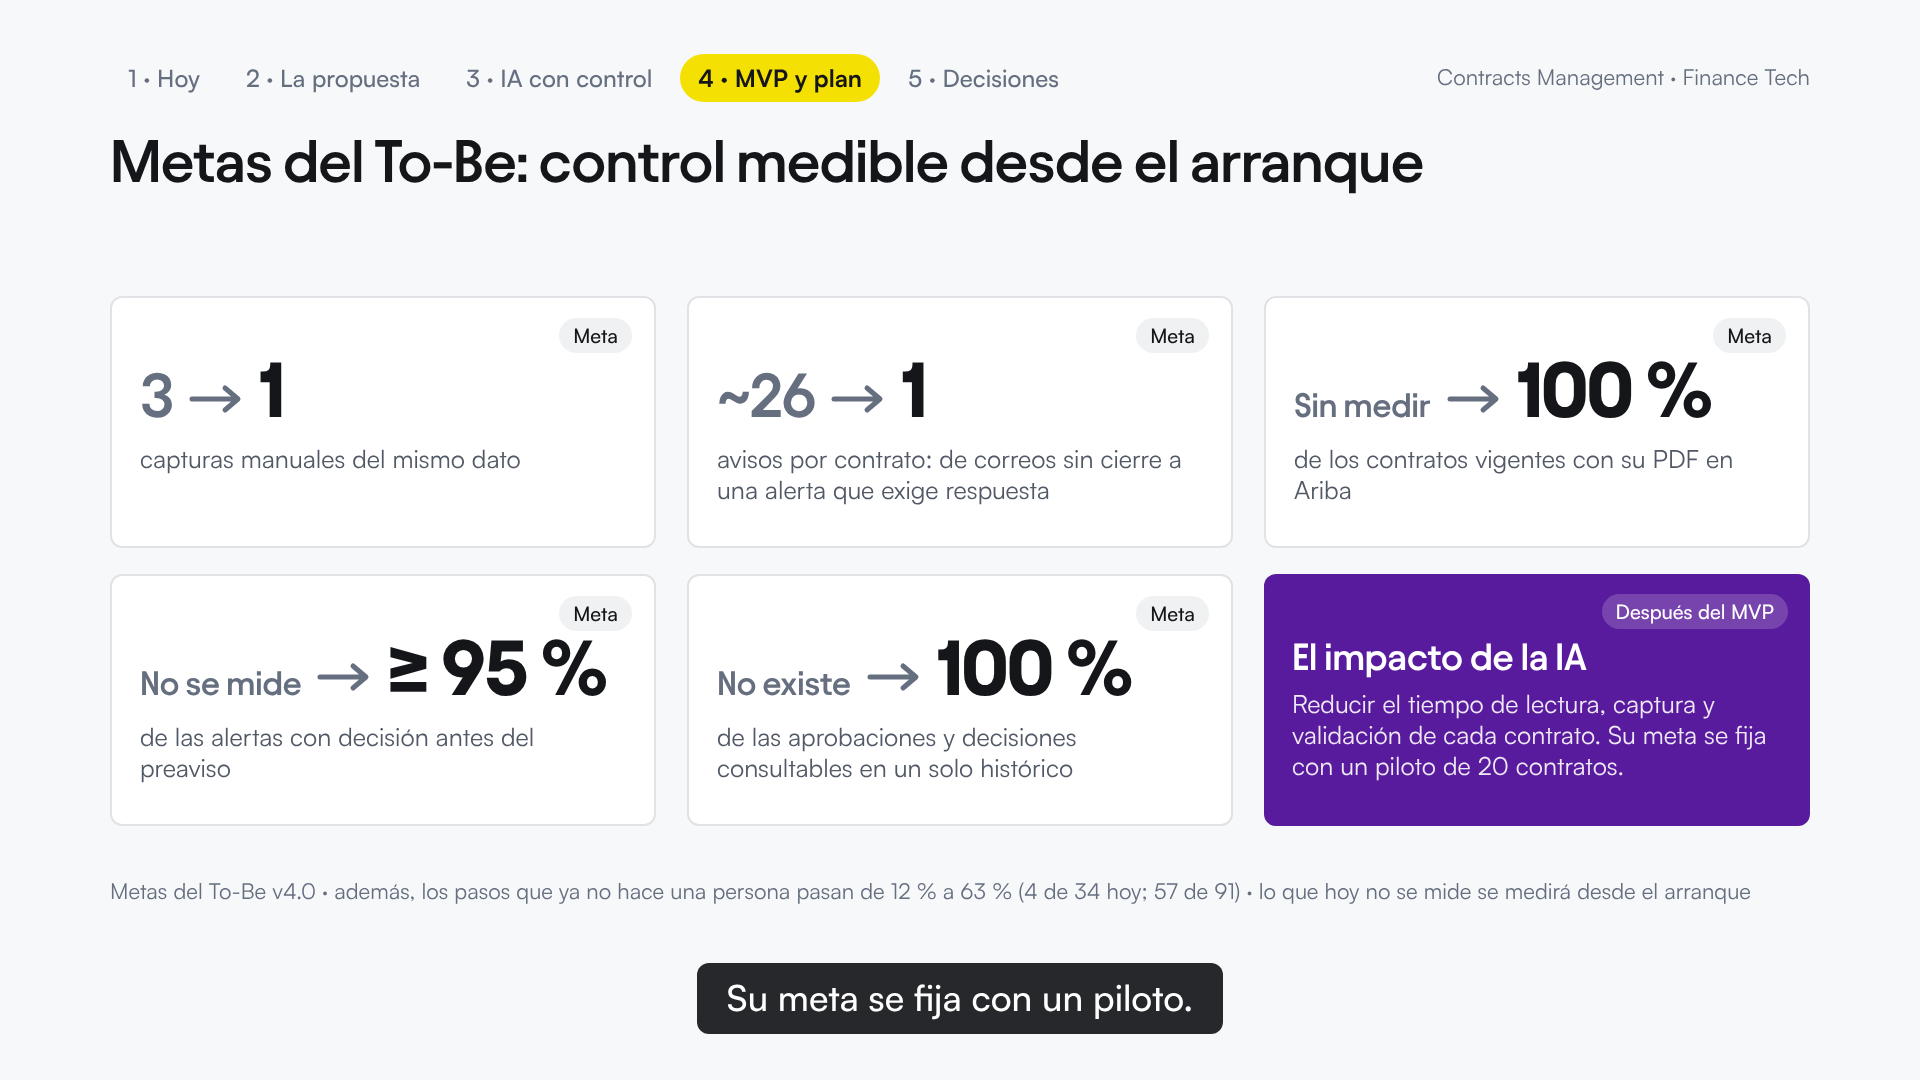 1 · Hoy
2 · La propuesta
3 · IA con control
4 · MVP y plan
5 · Decisiones
Contracts Management · Finance Tech
Metas del To-Be: control medible desde el arranque
Meta
3 → 1
capturas manuales del mismo dato
Meta
~26 → 1
avisos por contrato: de correos sin cierre a
una alerta que exige respuesta
Meta
Sin medir → 100 %
de los contratos vigentes con su PDF en
Ariba
Meta
No se mide → ≥ 95 %
de las alertas con decisión antes del
preaviso
Meta
No existe → 100 %
de las aprobaciones y decisiones
consultables en un solo histórico
Después del MVP
El impacto de la IA
Reducir el tiempo de lectura, captura y
validación de cada contrato. Su meta se fija
con un piloto de 20 contratos.
Metas del To-Be v4.0 · además, los pasos que ya no hace una persona pasan de 12 % a 63 % (4 de 34 hoy; 57 de 91) · lo que hoy no se mide se medirá desde el arranque
Su meta se fija con un piloto.